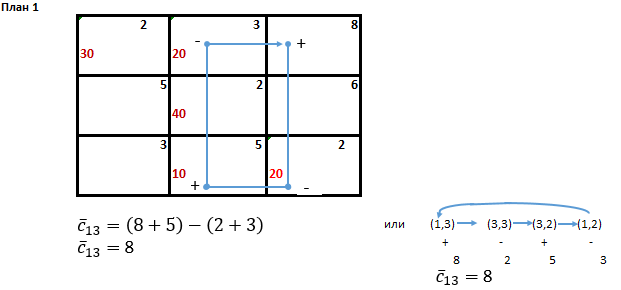 План 1
2 3 8
- +
30 20
5 2 6
40
3 5 2
10 20
+ -
c̄₁₃ = (8 + 5) − (2 + 3)
c̄₁₃ = 8
или (1,3) (3,3) (3,2) (1,2)
+ - + -
8 2 5 3
c̄₁₃ = 8